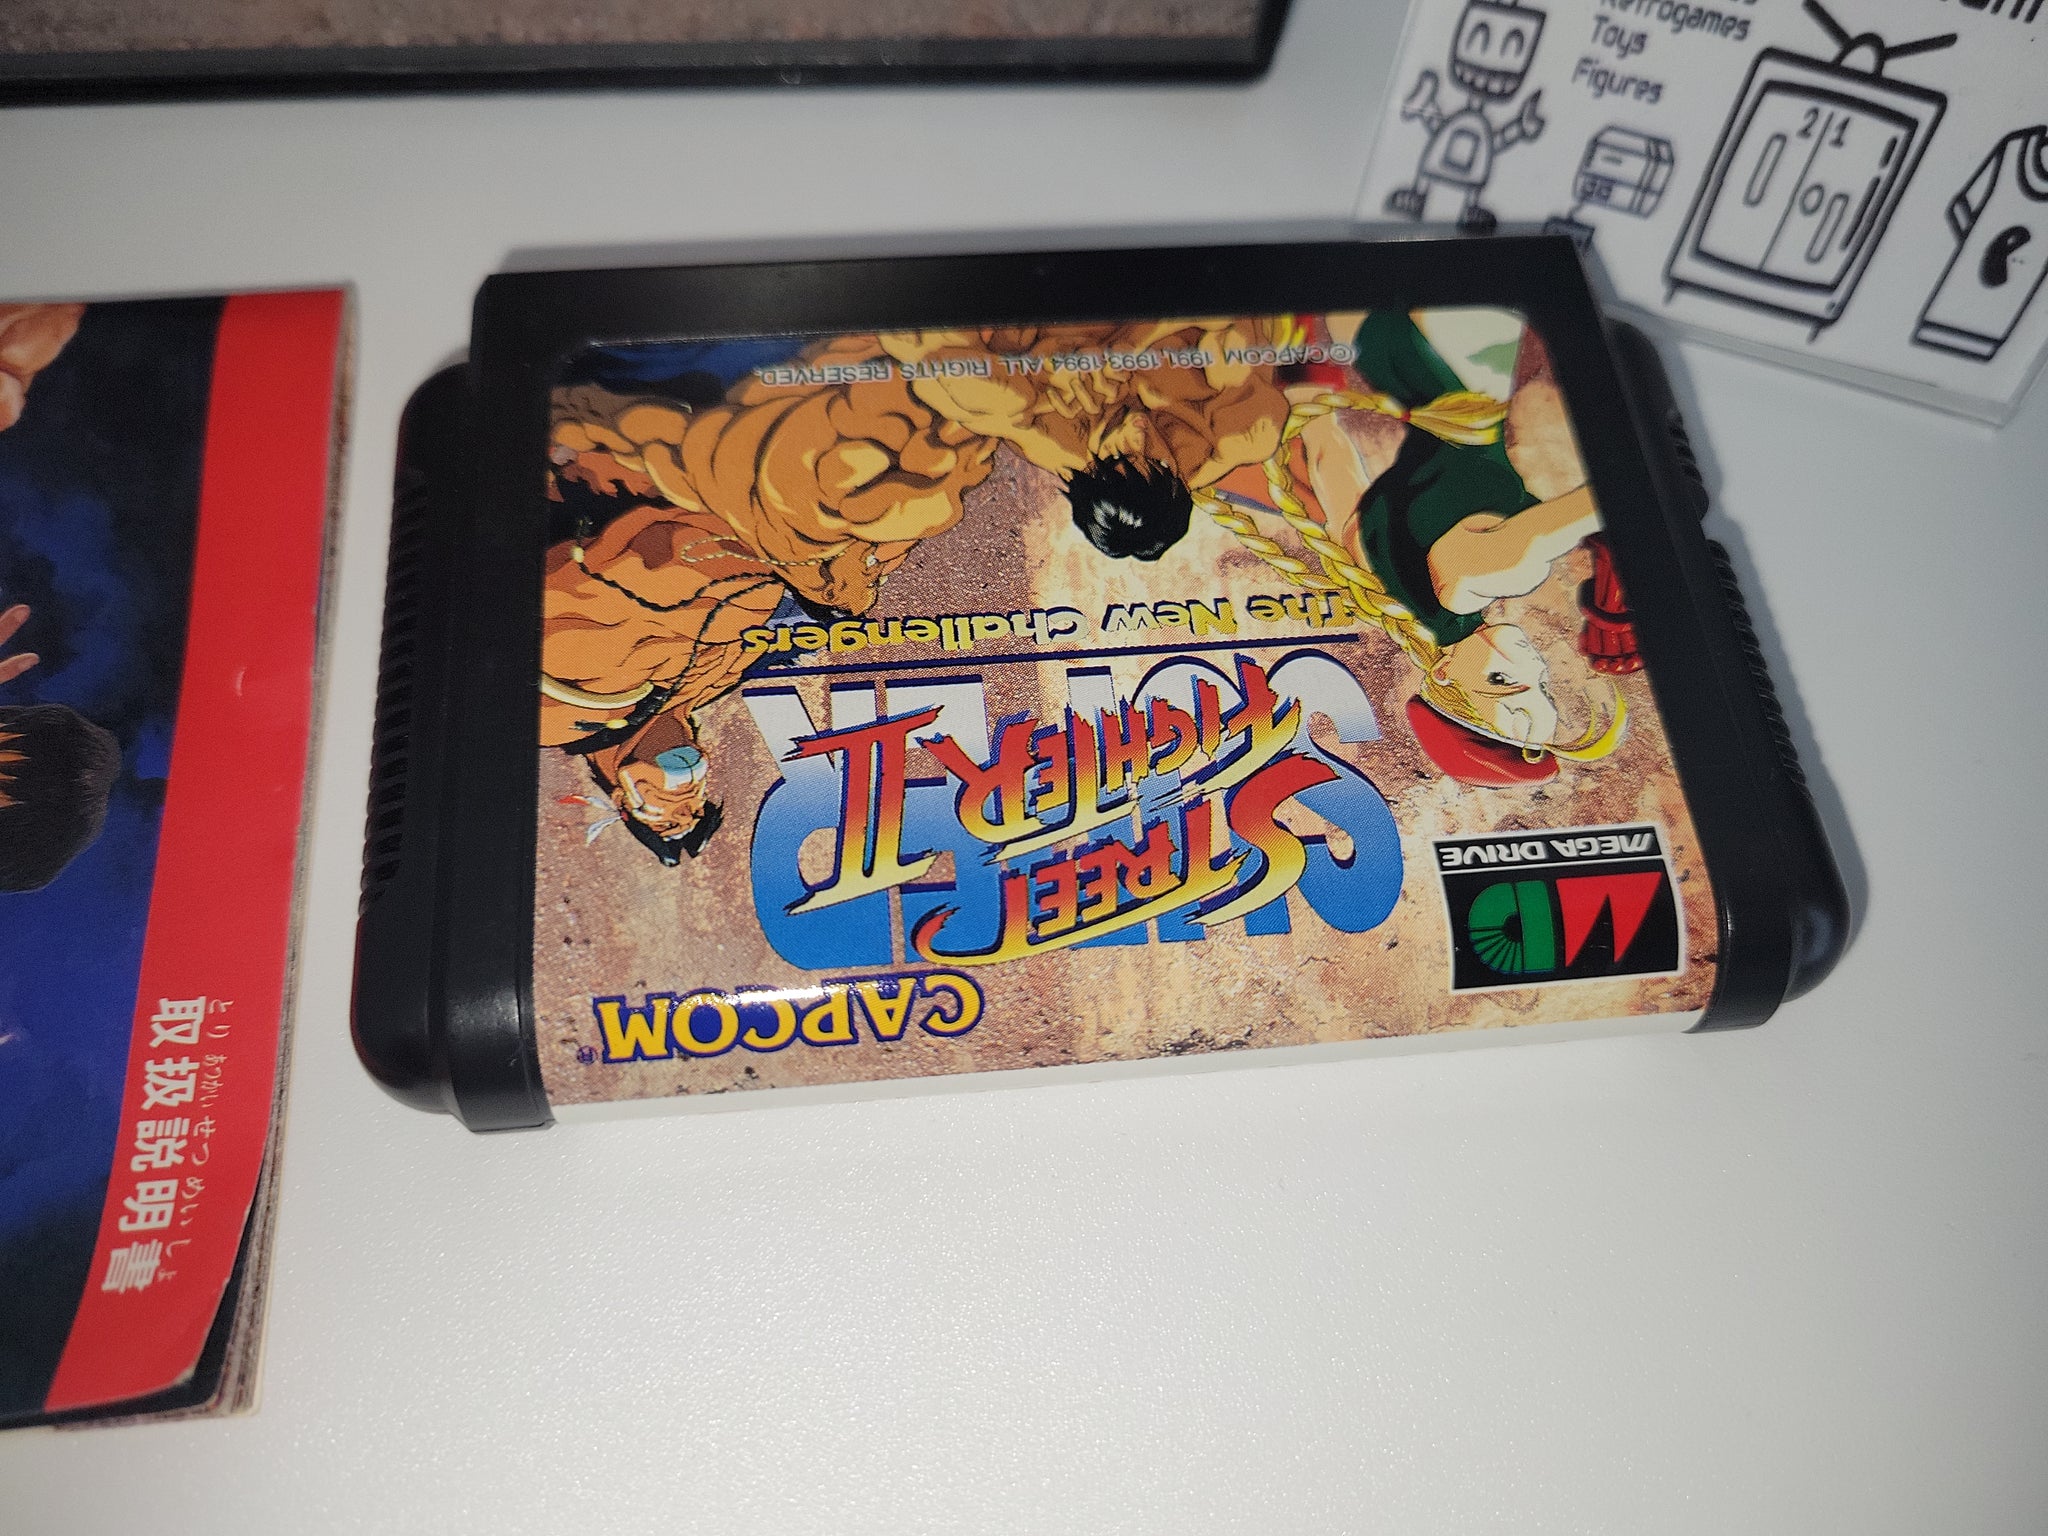 Retrogames
Toys
Figures
2 1
CAPCOM®
MEGA DRIVE
SUPER
STREET
FIGHTER II
The New Challengers
©CAPCOM 1991,1993,1994 ALL RIGHTS RESERVED.
とりあつかいせつめいしょ
取扱説明書